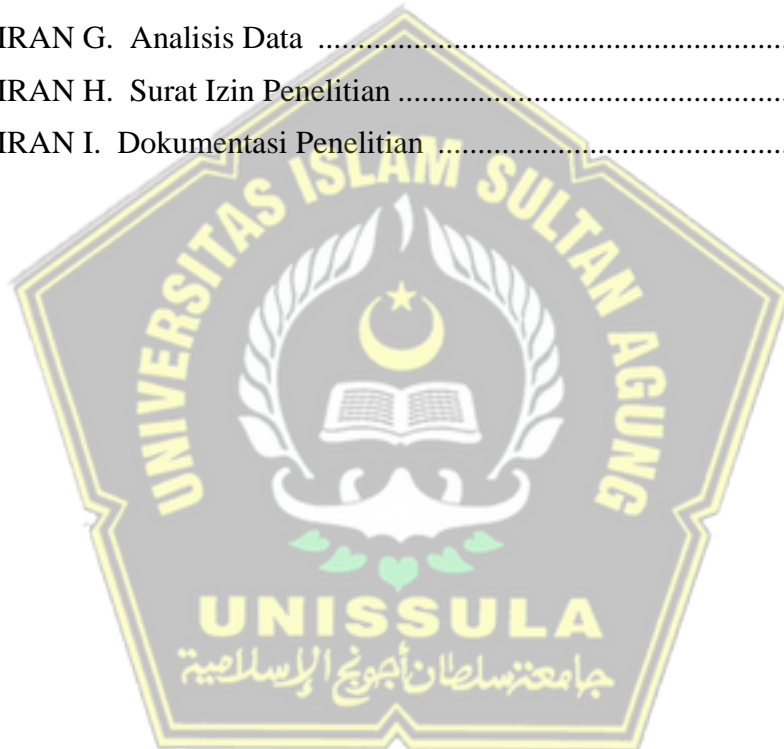 IRAN G. Analisis Data ..........................................................
IRAN H. Surat Izin Penelitian ................................................
IRAN I. Dokumentasi Penelitian ...........................................
UNIVERSITAS ISLAM SULTAN AGUNG
UNISSULA
جامعة سلطان أجونج الإسلامية